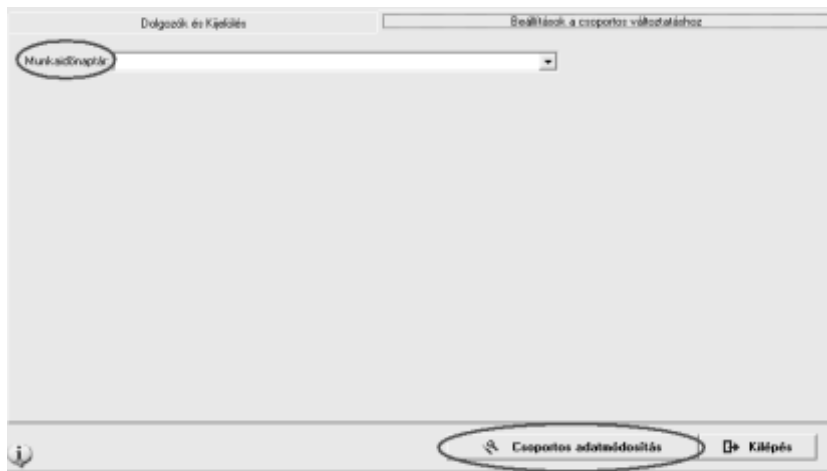 Dolgozók és Kijelölés
Beállítások a csoportos változtatáshoz
Munkaidőnaptár
Csoportos adatmódosítás
Kilépés